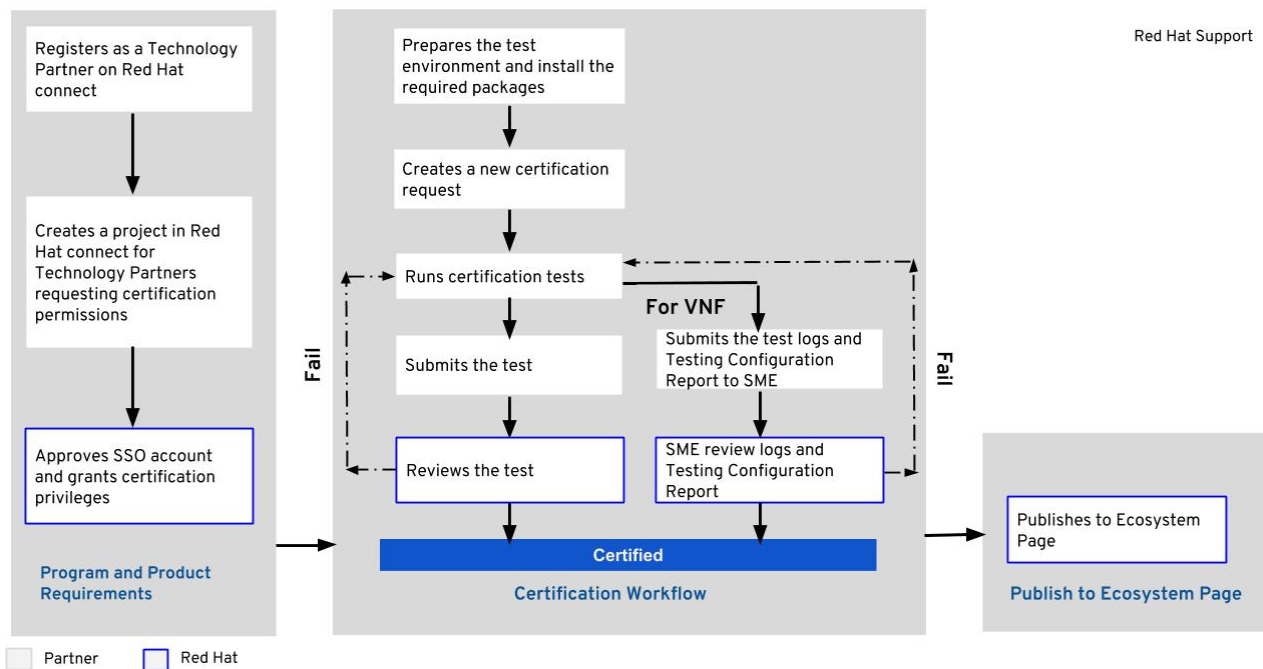 Registers as a Technology
Partner on Red Hat
connect
Creates a project in Red
Hat connect for
Technology Partners
requesting certification
permissions
Approves SSO account
and grants certification
privileges
Program and Product
Requirements
Prepares the test
environment and install the
required packages
Creates a new certification
request
Runs certification tests
For VNF
Submits the test
Submits the test logs and
Testing Configuration
Report to SME
Fail
Fail
Reviews the test
SME review logs and
Testing Configuration
Report
Certified
Certification Workflow
Red Hat Support
Publishes to Ecosystem
Page
Publish to Ecosystem Page
Partner
Red Hat